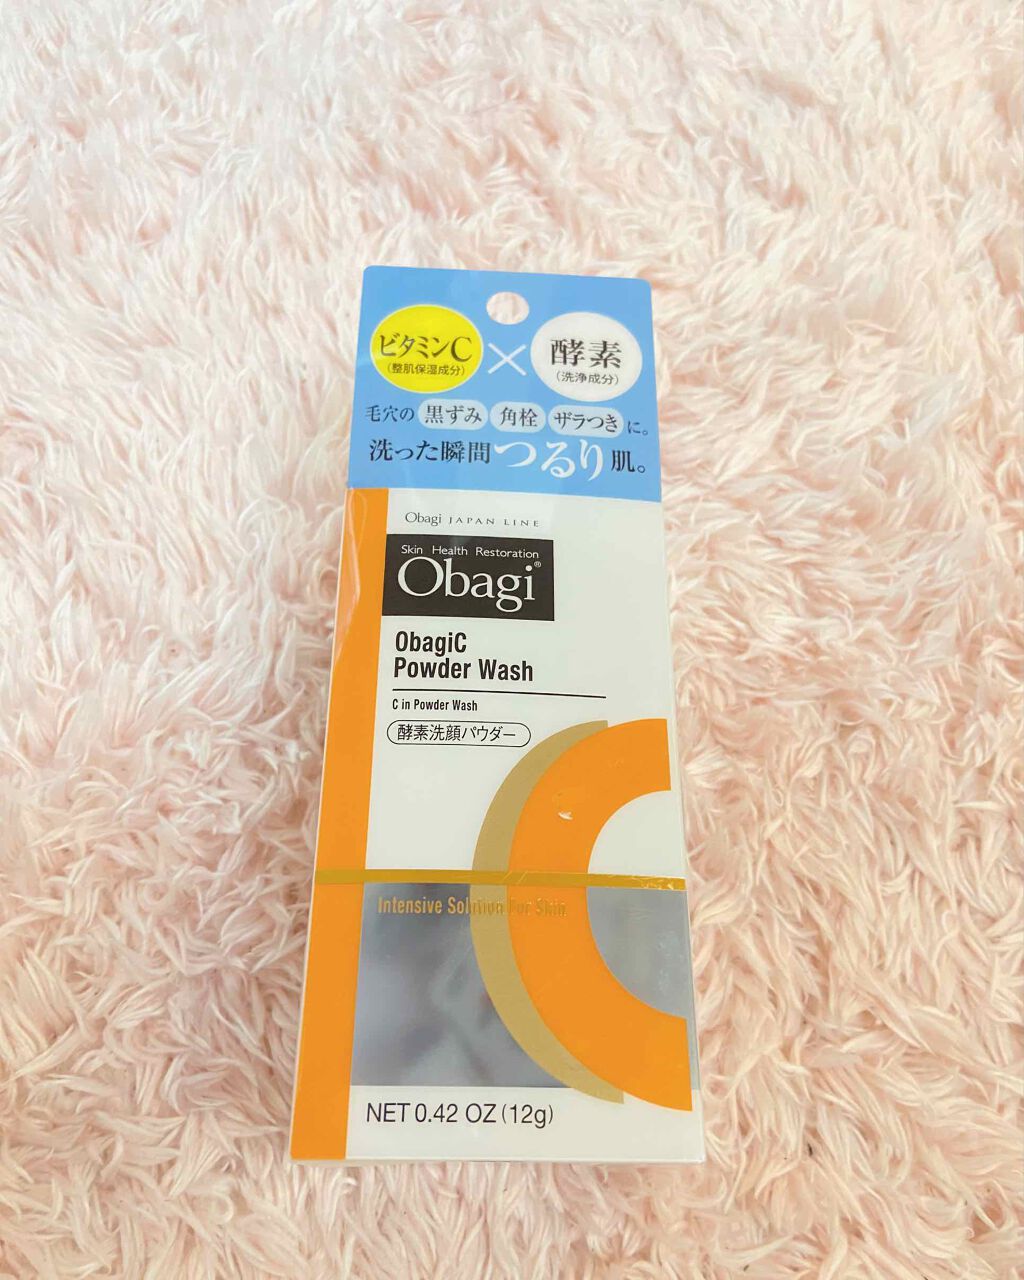 ビタミンC × 酵素
(整肌保湿成分) (洗浄成分)
毛穴の 黒ずみ 角栓 ザラつき に。
洗った瞬間つるり肌。
Obagi JAPAN LINE
Skin Health Restoration
Obagi®
ObagiC
Powder Wash
C in Powder Wash
酵素洗顔パウダー
Intensive Solution For Skin
NET 0.42 OZ (12g)